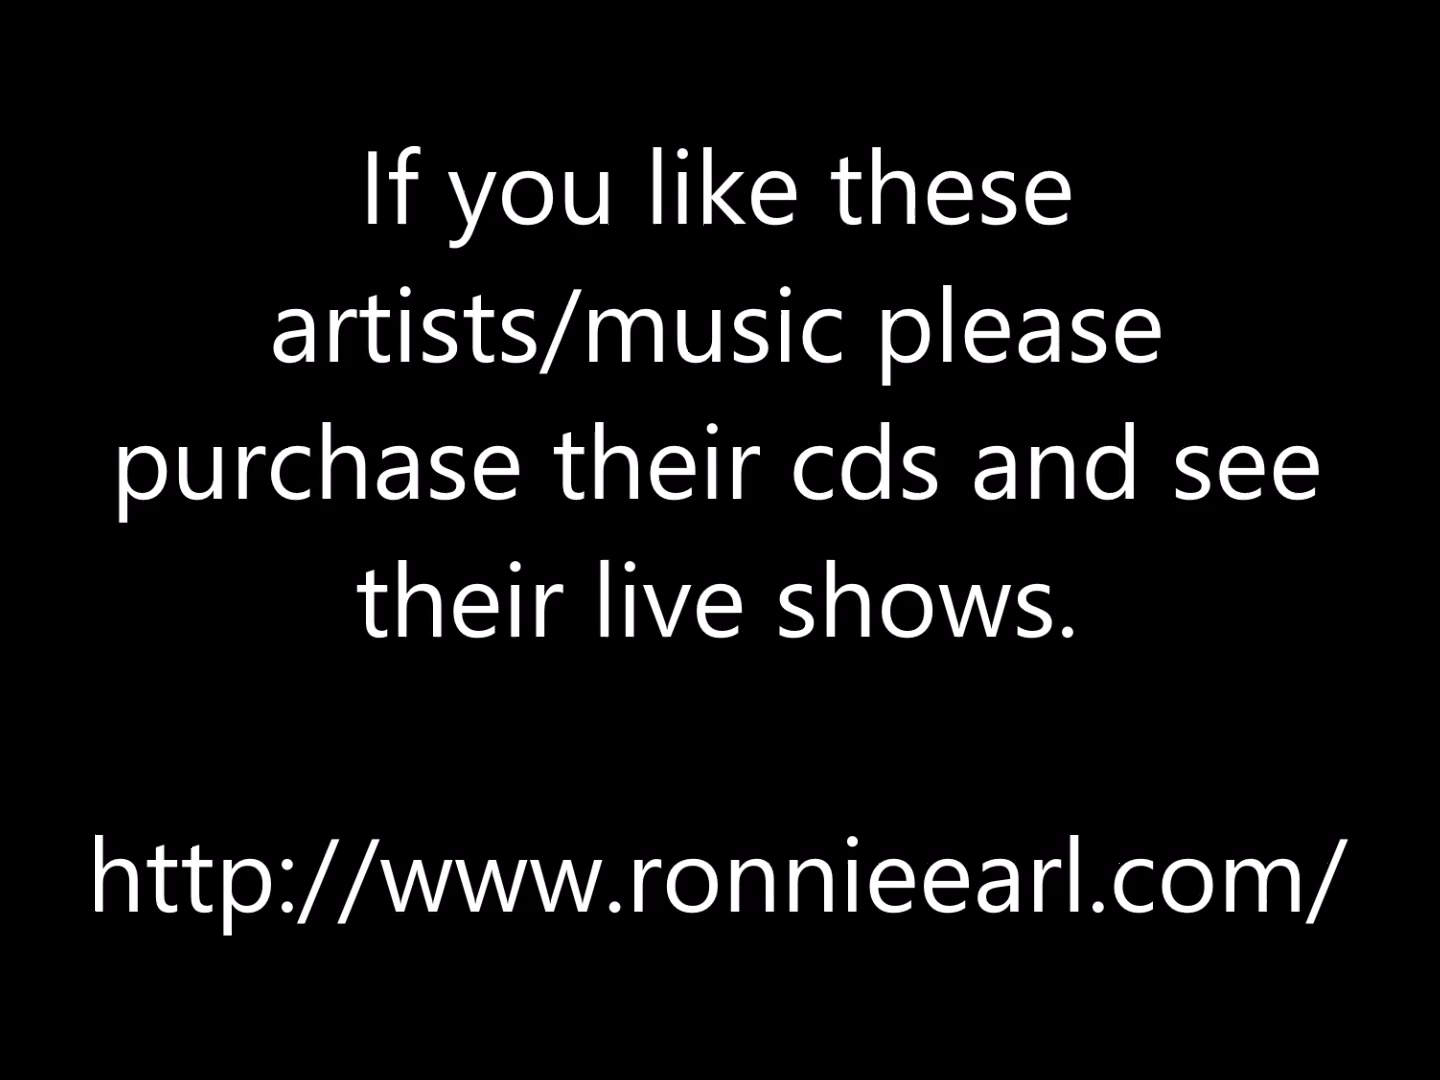 If you like these
artists/music please
purchase their cds and see
their live shows.
http://www.ronnieearl.com/